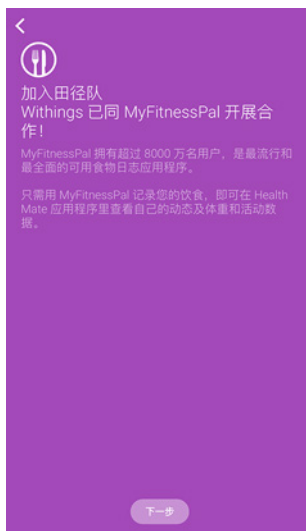 加入田径队
Withings 已同 MyFitnessPal 开展合
作！
MyFitnessPal 拥有超过 8000 万名用户，是最流行和
最全面的可用食物日志应用程序。
只需用 MyFitnessPal 记录您的饮食，即可在 Health
Mate 应用程序里查看自己的动态及体重和活动数
据。
下一步